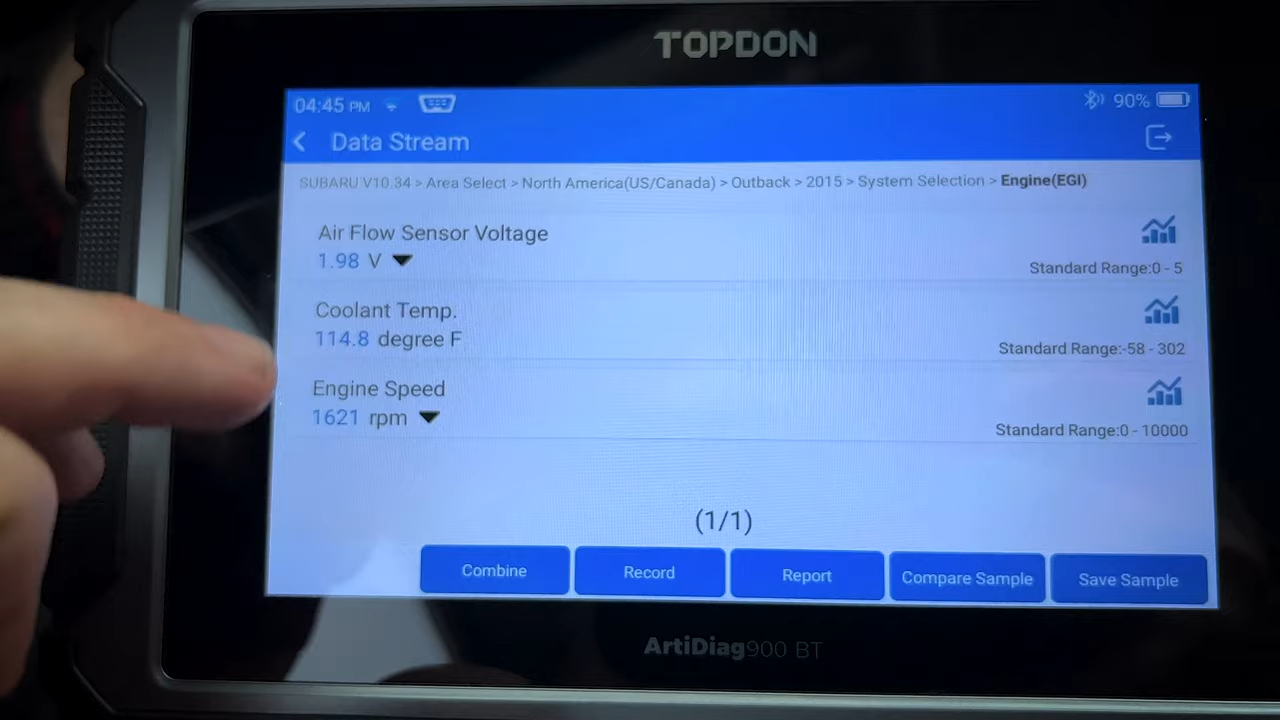 TOPDON
04:45 PM 90%
Data Stream
SUBARU V10.34 > Area Select > North America(US/Canada) > Outback > 2015 > System Selection > Engine(EGI)
Air Flow Sensor Voltage
1.98 V
Standard Range:0 - 5
Coolant Temp.
114.8 degree F
Standard Range:-58 - 302
Engine Speed
1621 rpm
Standard Range:0 - 10000
(1/1)
Combine Record Report Compare Sample Save Sample
ArtiDiag900 BT